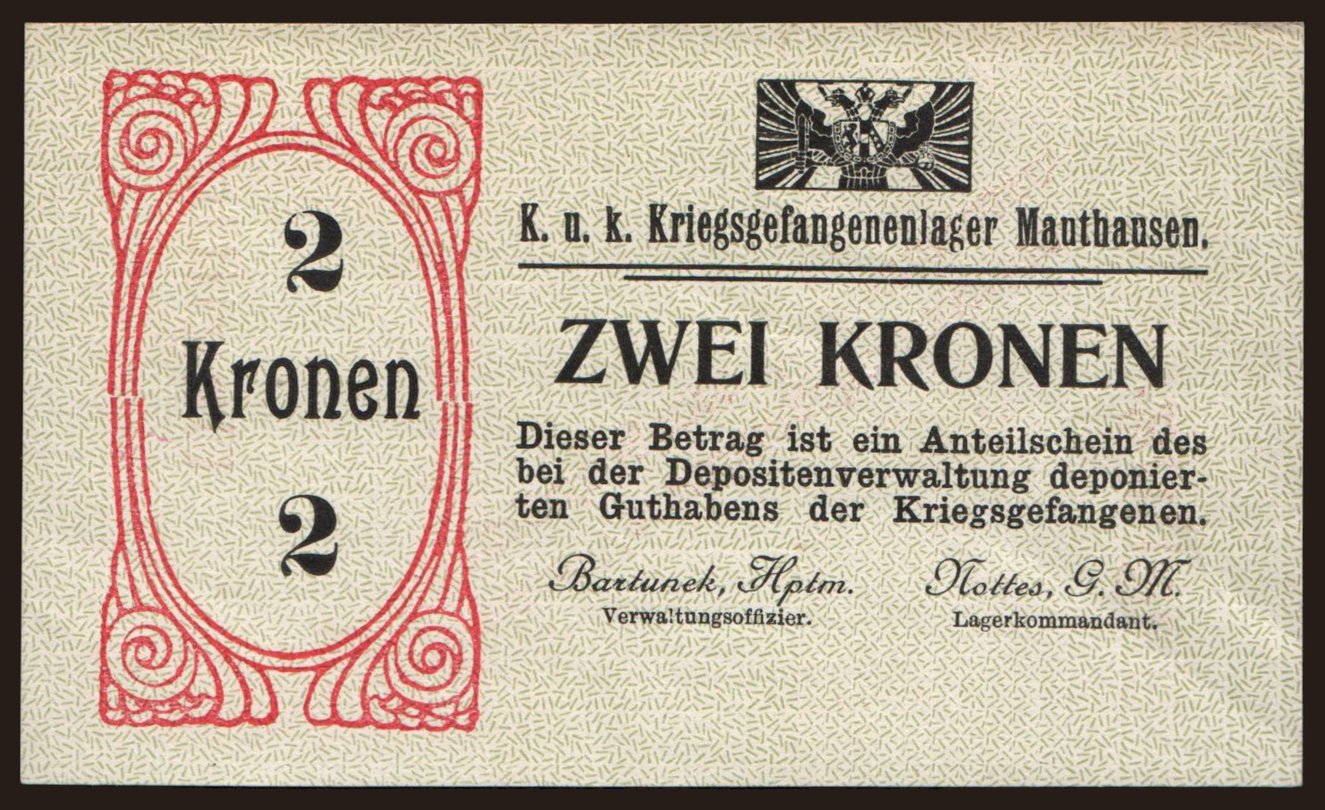 2
Kronen
2
K. u. k. Kriegsgefangenenlager Mauthausen.
ZWEI KRONEN
Dieser Betrag ist ein Anteilschein des
bei der Depositenverwaltung deponier-
ten Guthabens der Kriegsgefangenen.
Bartunek, Hptm.
Verwaltungsoffizier.
Nottes, G. M.
Lagerkommandant.